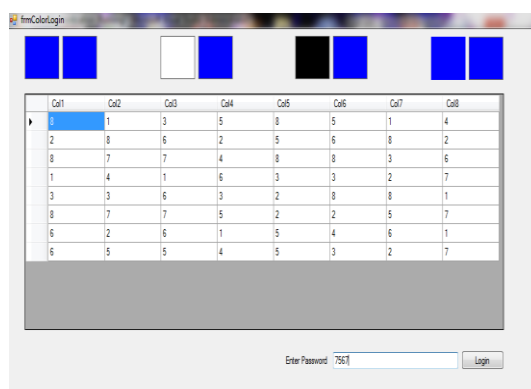 frmColorLogin
Col1 Col2 Col3 Col4 Col5 Col6 Col7 Col8
8 1 3 5 8 5 1 4
2 8 6 2 5 6 8 2
8 7 7 4 8 8 3 6
1 4 1 6 3 3 2 7
3 3 6 3 2 8 8 1
8 7 7 5 2 2 5 7
6 2 6 1 5 4 6 1
6 5 5 4 5 3 2 7
Enter Password 7567 Login